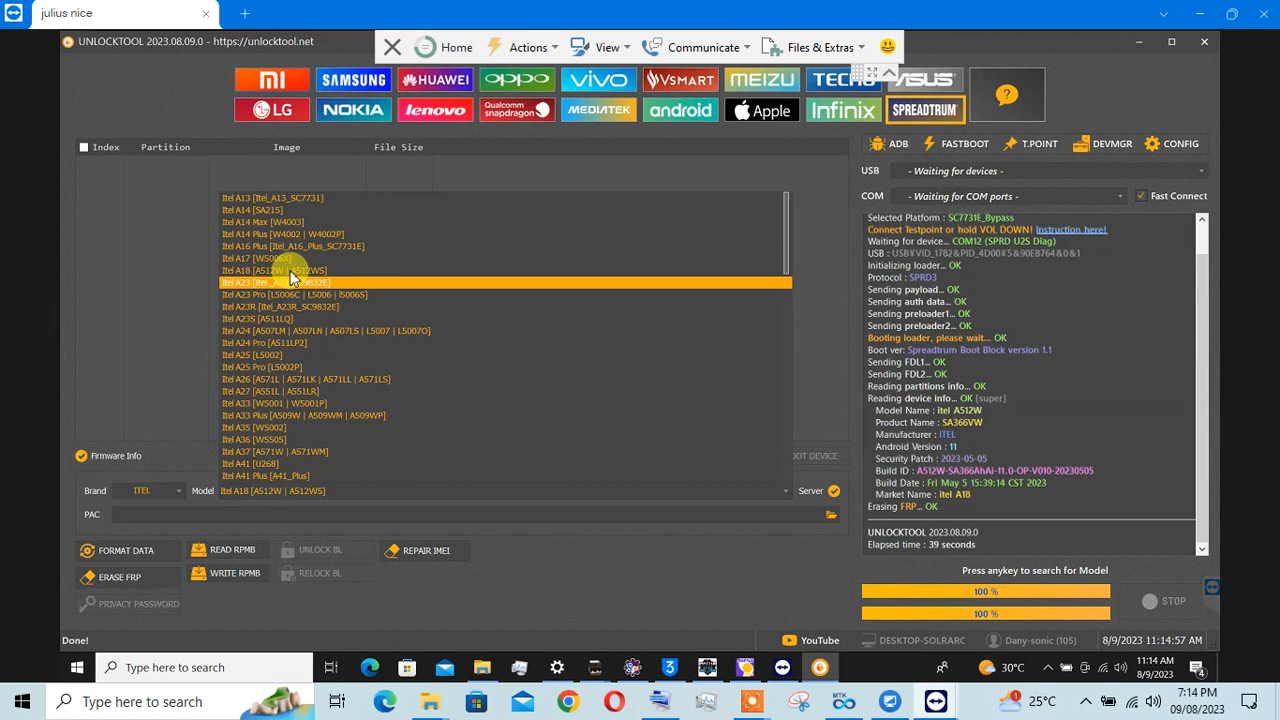 julius nice
UNLOCKTOOL 2023.08.09.0 - https://unlocktool.net
Home
Actions
View
Communicate
Files & Extras
MI
SAMSUNG
HUAWEI
OPPO
VIVO
VSMART
MEIZU
ASUS
LG
NOKIA
lenovo
Qualcomm
snapdragon
MEDIATEK
android
Apple
Infinix
SPREADTRUM
?
Index Partition Image File Size
ADB FASTBOOT T.POINT DEVMGR CONFIG
USB - Waiting for devices -
COM - Waiting for COM ports - Fast Connect
Itel A13 [Itel_A13_SC7731]
Itel A14 [SA215]
Itel A14 Max [W4003]
Itel A14 Plus [W4002 | W4002P]
Itel A16 Plus [Itel_A16_Plus_SC7731E]
Itel A17 [W5006X]
Itel A18 [A512W | A512WS]
Itel A23
Itel A23 Pro [L5006C | L5006 | l5006S]
Itel A23R [Itel_A23R_SC9832E]
Itel A23S [A511LQ]
Itel A24 [A507LM | A507LN | A507LS | L5007 | L5007O]
Itel A24 Pro [A511LP2]
Itel A25 [L5002]
Itel A25 Pro [L5002P]
Itel A26 [A571L | A571LK | A571LL | A571LS]
Itel A27 [A551L | A551LR]
Itel A33 [W5001 | W5001P]
Itel A33 Plus [A509W | A509WM | A509WP]
Itel A35 [W5002]
Itel A36 [W5505]
Itel A37 [A571W | A571WM]
Itel A41 [U268]
Itel A41 Plus [A41_Plus]
Selected Platform : SC7731E_Bypass
Connect Testpoint or hold VOL DOWN! [Instruction here]
Waiting for device... COM12 (SPRD U2S Diag)
USB : USB¥VID_1782&PID_4D00¥5&90EB764&0&1
Initializing loader... OK
Protocol : SPRD3
Sending payload... OK
Sending auth data... OK
Sending preloader1... OK
Sending preloader2... OK
Booting loader, please wait... OK
Boot ver: Spreadtrum Boot Block version 1.1
Sending FDL1... OK
Sending FDL2... OK
Reading partitions info... OK
Reading device info... OK [super]
Model Name : itel A512W
Product Name : SA366VW
Manufacturer : ITEL
Android Version : 11
Security Patch : 2023-05-05
Build ID : A512W-SA366AhAi-11.0-OP-V010-20230505
Build Date : Fri May 5 15:39:14 CST 2023
Market Name : itel A18
Erasing FRP... OK
UNLOCKTOOL 2023.08.09.0
Elapsed time : 39 seconds
Firmware Info
OOT DEVICE
Brand ITEL Model Itel A18 [A512W | A512WS] Server
PAC
FORMAT DATA READ RPMB UNLOCK BL REPAIR IMEI
ERASE FRP WRITE RPMB RELOCK BL
PRIVACY PASSWORD
Press anykey to search for Model
100 %
100 %
STOP
Done!
YouTube DESKTOP-SOLRARC Dany-sonic (105) 8/9/2023 11:14:57 AM
Type here to search
30°C
11:14 AM
8/9/2023
4
Type here to search
MTK
25°C
7:14 PM
09/08/2023